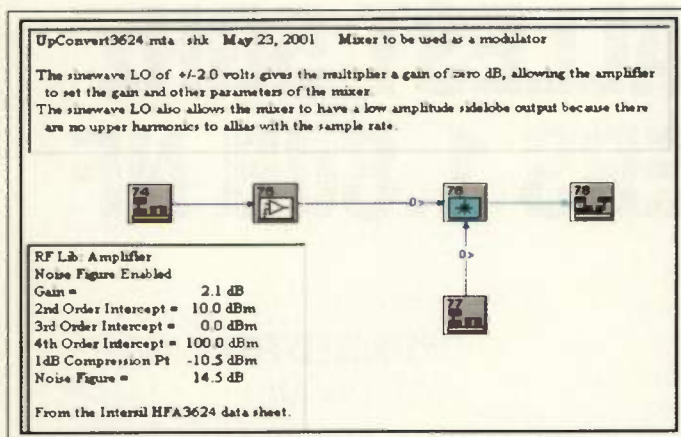 UpConvert3624.mta shk May 23, 2001 Mixer to be used as a modulator
The sinewave LO of +/-2.0 volts gives the multiplier a gain of zero dB, allowing the amplifier
to set the gain and other parameters of the mixer.
The sinewave LO also allows the mixer to have a low amplitude sidelobe output because there
are no upper harmonics to allias with the sample rate.
74
75
76
78
0>
0>
77
RF Lib: Amplifier
Noise Figure Enabled
Gain = 2.1 dB
2nd Order Intercept = 10.0 dBm
3rd Order Intercept = 0.0 dBm
4th Order Intercept = 100.0 dBm
1dB Compression Pt -10.5 dBm
Noise Figure = 14.5 dB
From the Intersil HFA3624 data sheet.